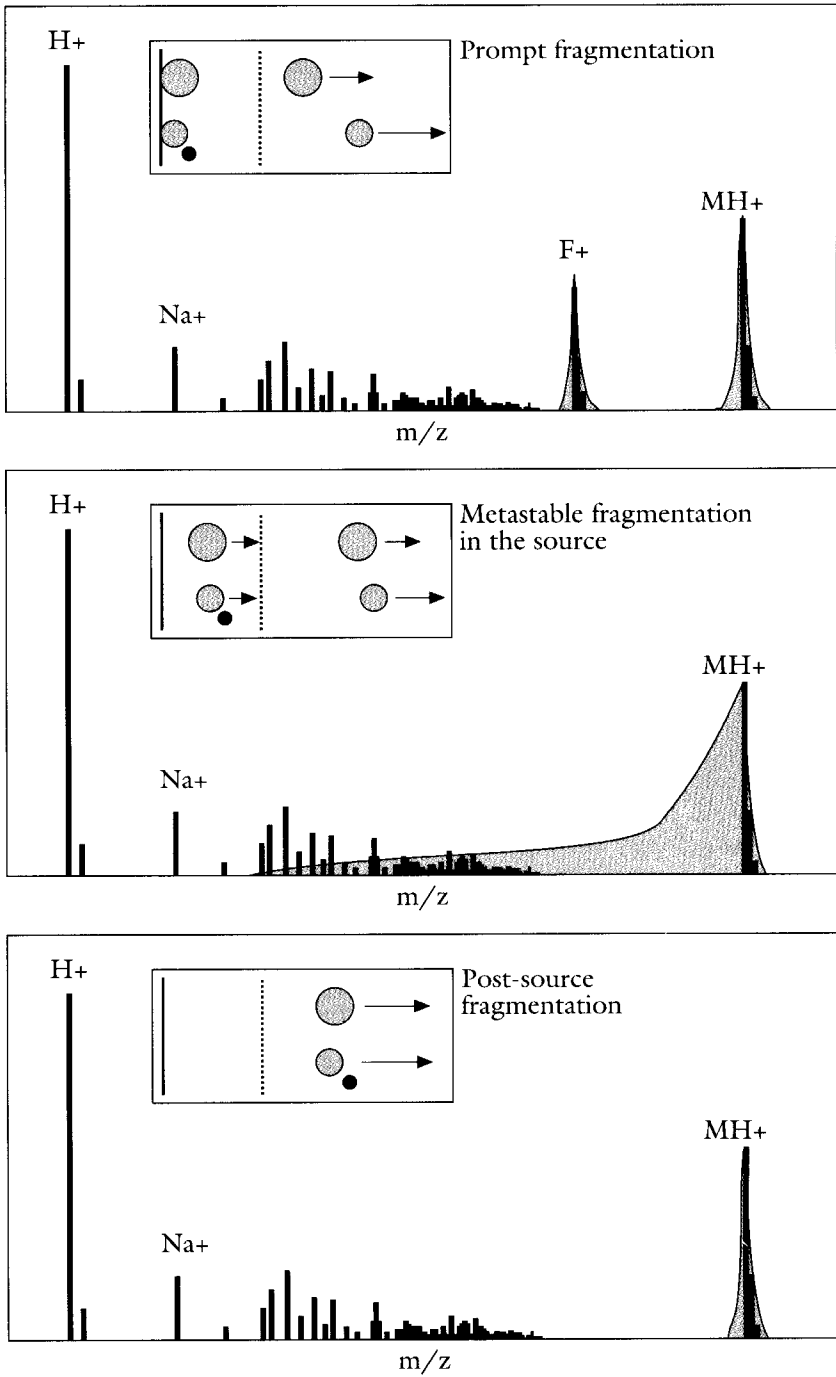 H+
Prompt fragmentation
MH+
F+
Na+
m/z
H+
Metastable fragmentation
in the source
MH+
Na+
m/z
H+
Post-source
fragmentation
MH+
Na+
m/z